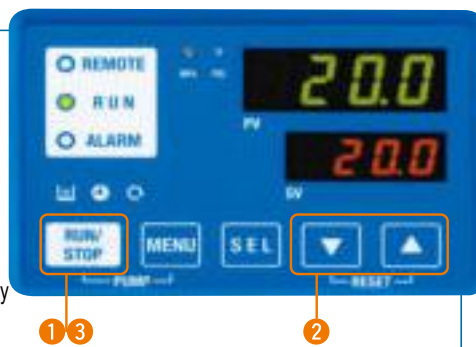 REMOTE
RUN
ALARM
20.0
PV
20.0
SV
RUN/
STOP
MENU
SEL
PUMP
RESET
y
1 3
2